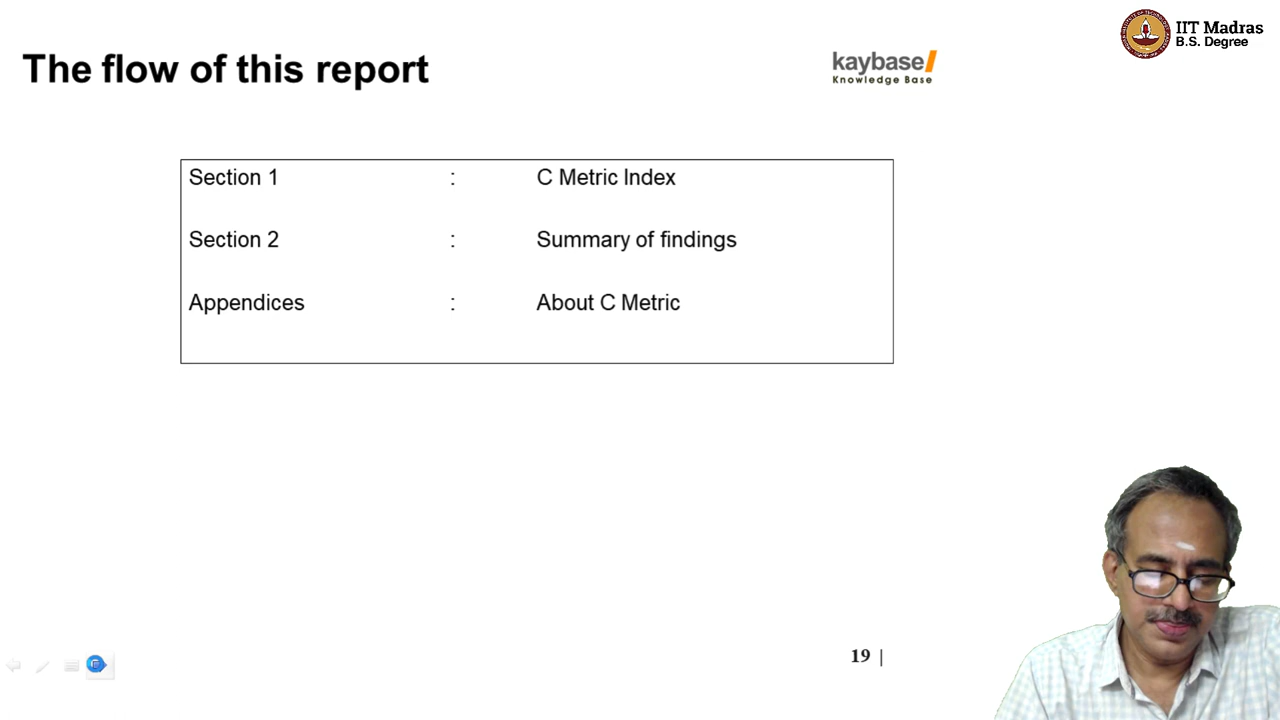 The flow of this report
kaybase/
Knowledge Base
IIT Madras
B.S. Degree
Section 1 : C Metric Index
Section 2 : Summary of findings
Appendices : About C Metric
19 |